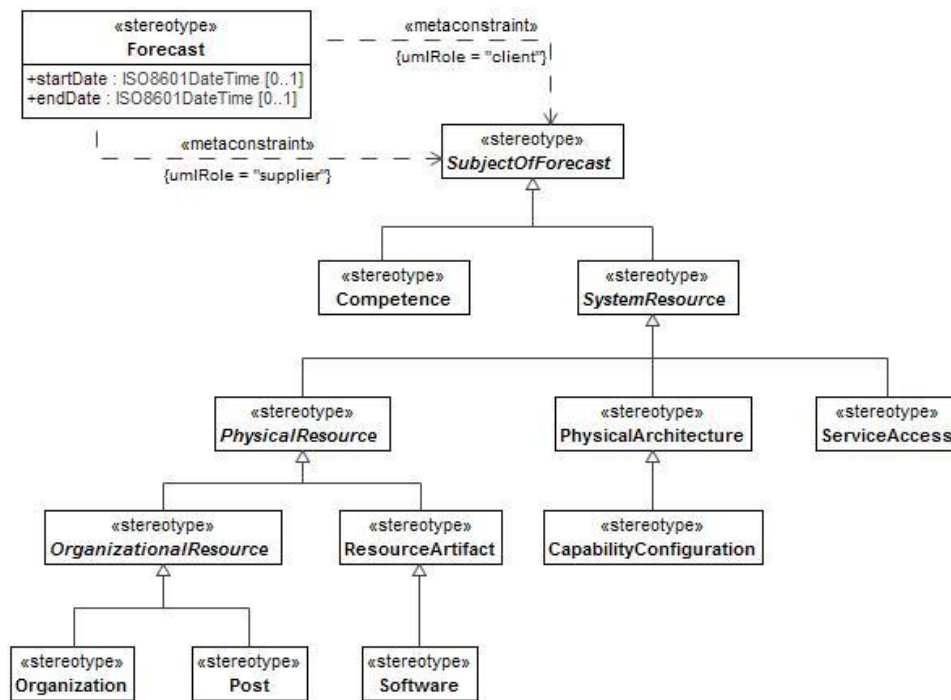 «stereotype»
Forecast
+startDate : ISO8601DateTime [0..1]
+endDate : ISO8601DateTime [0..1]
«metaconstraint»
{umlRole = "client"}
«metaconstraint»
{umlRole = "supplier"}
«stereotype»
SubjectOfForecast
«stereotype»
Competence
«stereotype»
SystemResource
«stereotype»
PhysicalResource
«stereotype»
PhysicalArchitecture
«stereotype»
ServiceAccess
«stereotype»
OrganizationalResource
«stereotype»
ResourceArtifact
«stereotype»
CapabilityConfiguration
«stereotype»
Organization
«stereotype»
Post
«stereotype»
Software